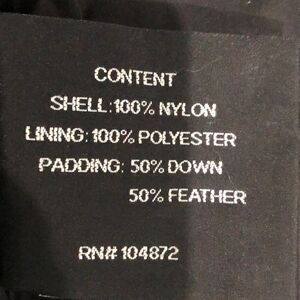 CONTENT
SHELL:100% NYLON
LINING: 100% POLYESTER
PADDING: 50% DOWN
50% FEATHER
RN# 104872